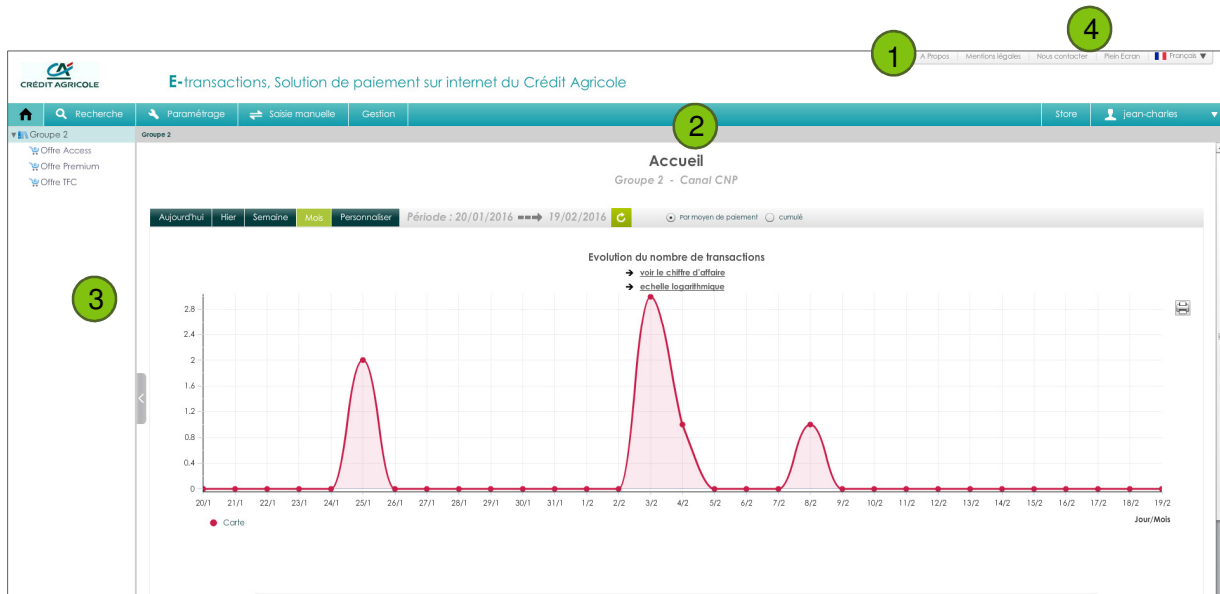 4
1
A Propos Mentions légales Nous contacter Plein Ecran Français
CRÉDIT AGRICOLE
E-transactions, Solution de paiement sur internet du Crédit Agricole
Recherche Paramétrage Saisie manuelle Gestion Store jean-charles
2
Groupe 2
Offre Access
Offre Premium
Offre TFC
Groupe 2
Accueil
Groupe 2 - Canal CNP
Aujourd'hui Hier Semaine Mois Personnaliser Période : 20/01/2016 19/02/2016 Par moyen de paiement cumulé
3
Evolution du nombre de transactions
voir le chiffre d'affaire
echelle logarithmique
2.8
2.4
2
1.6
1.2
0.8
0.4
0
20/1 21/1 22/1 23/1 24/1 25/1 26/1 27/1 28/1 29/1 30/1 31/1 1/2 2/2 3/2 4/2 5/2 6/2 7/2 8/2 9/2 10/2 11/2 12/2 13/2 14/2 15/2 16/2 17/2 18/2 19/2
Carte
Jour/Mois